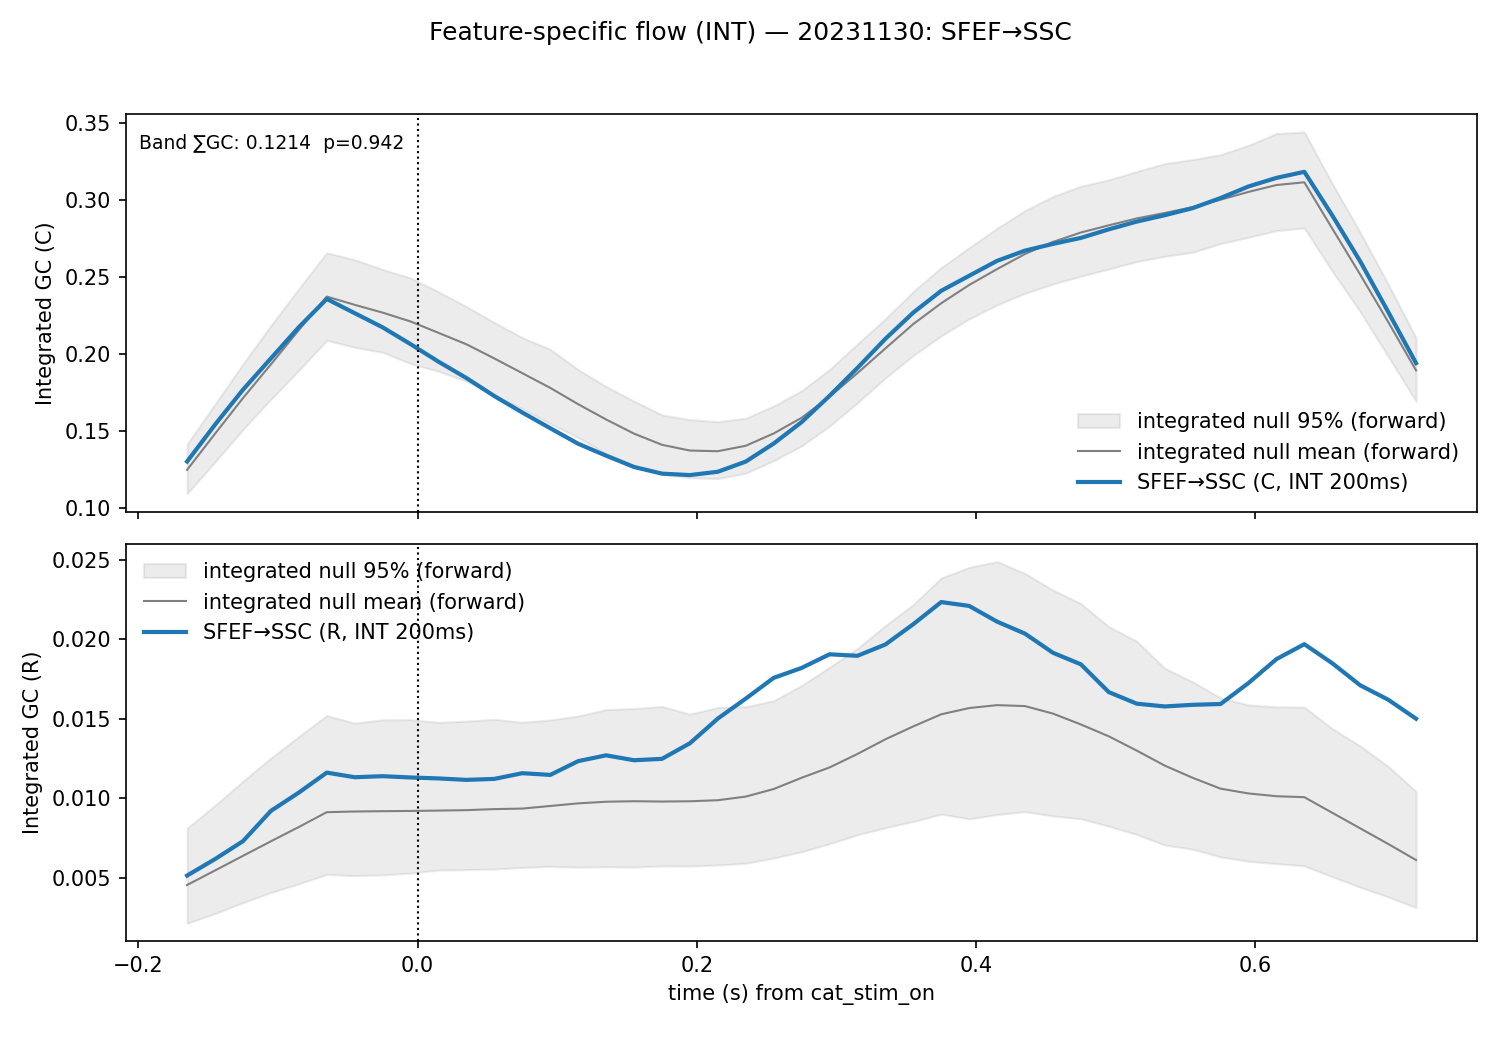 Feature-specific flow (INT) — 20231130: SFEF→SSC
Integrated GC (C)
0.35
0.30
0.25
0.20
0.15
0.10
Band ∑GC: 0.1214  p=0.942
integrated null 95% (forward)
integrated null mean (forward)
SFEF→SSC (C, INT 200ms)
Integrated GC (R)
0.025
0.020
0.015
0.010
0.005
integrated null 95% (forward)
integrated null mean (forward)
SFEF→SSC (R, INT 200ms)
−0.2 0.0 0.2 0.4 0.6
time (s) from cat_stim_on